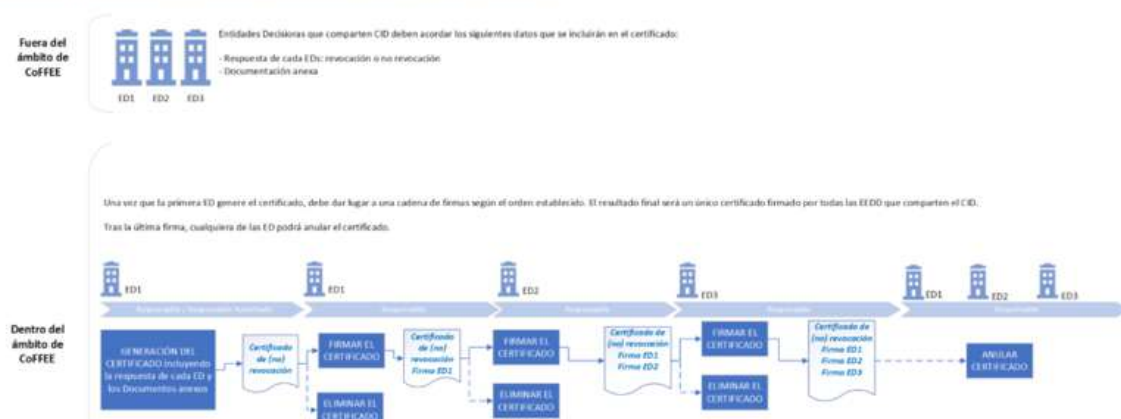 Fuera del
ámbito de
CoFFEE
Entidades Decisoras que comparten CID deben acordar los siguientes datos que se incluirán en el certificado:
- Respuesta de cada EDs: revocación o no revocación
- Documentación anexa
ED1 ED2 ED3
Una vez que la primera ED genere el certificado, debe dar lugar a una cadena de firmas según el orden establecido. El resultado final será un único certificado firmado por todas las EEDD que comparten el CID.
Tras la última firma, cualquiera de las ED podrá anular el certificado.
ED1
ED1
ED2
ED3
ED1
ED2
ED3
Responsable
Responsable
Responsable
Responsable
Dentro del
ámbito de
CoFFEE
GENERACIÓN DEL
CERTIFICADO incluyendo
la respuesta de cada ED y
los Documentos anexos
Certificado
de (no)
revocación
FIRMAR EL
CERTIFICADO
ELIMINAR EL
CERTIFICADO
Certificado
de (no)
revocación
Firma ED1
FIRMAR EL
CERTIFICADO
ELIMINAR EL
CERTIFICADO
Certificado de
(no) revocación
Firma ED1
Firma ED2
FIRMAR EL
CERTIFICADO
ELIMINAR EL
CERTIFICADO
Certificado de
(no) revocación
Firma ED1
Firma ED2
Firma ED3
ANULAR
CERTIFICADO